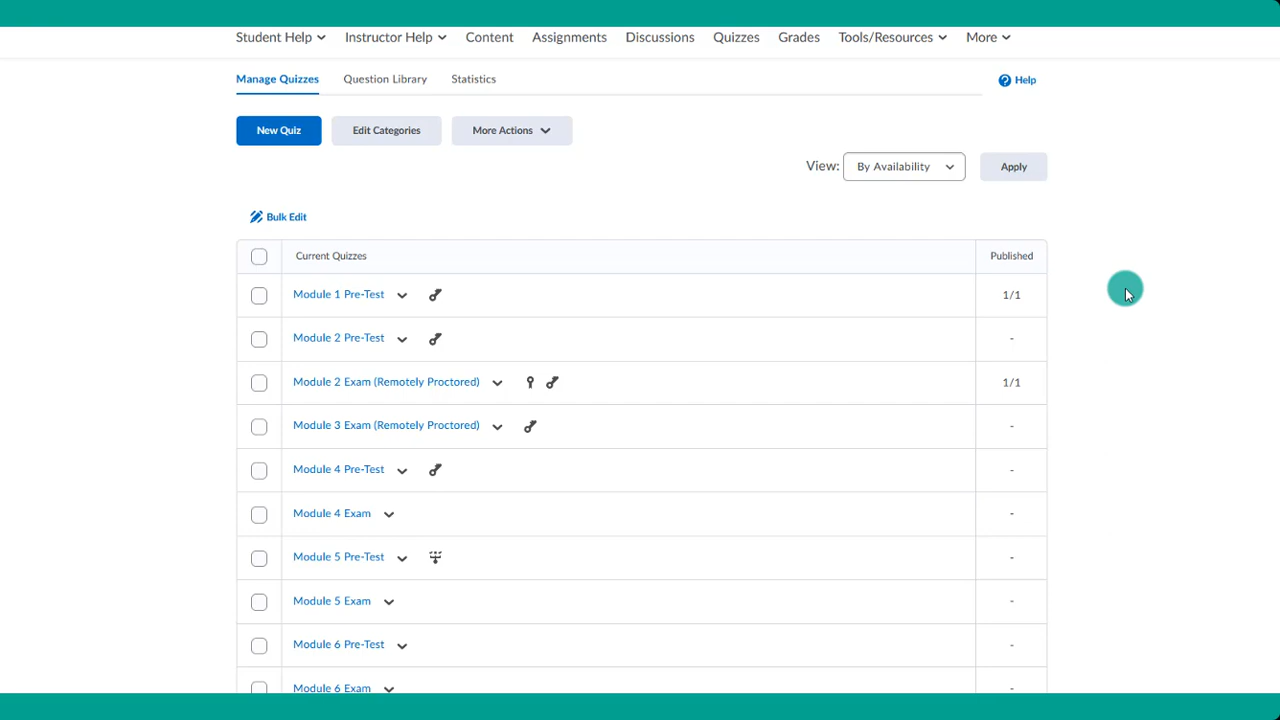 Student Help Instructor Help Content Assignments Discussions Quizzes Grades Tools/Resources More
Manage Quizzes Question Library Statistics Help
New Quiz Edit Categories More Actions
View: By Availability Apply
Bulk Edit
Current Quizzes Published
Module 1 Pre-Test 1/1
Module 2 Pre-Test -
Module 2 Exam (Remotely Proctored) 1/1
Module 3 Exam (Remotely Proctored) -
Module 4 Pre-Test -
Module 4 Exam -
Module 5 Pre-Test -
Module 5 Exam -
Module 6 Pre-Test -
Module 6 Exam -